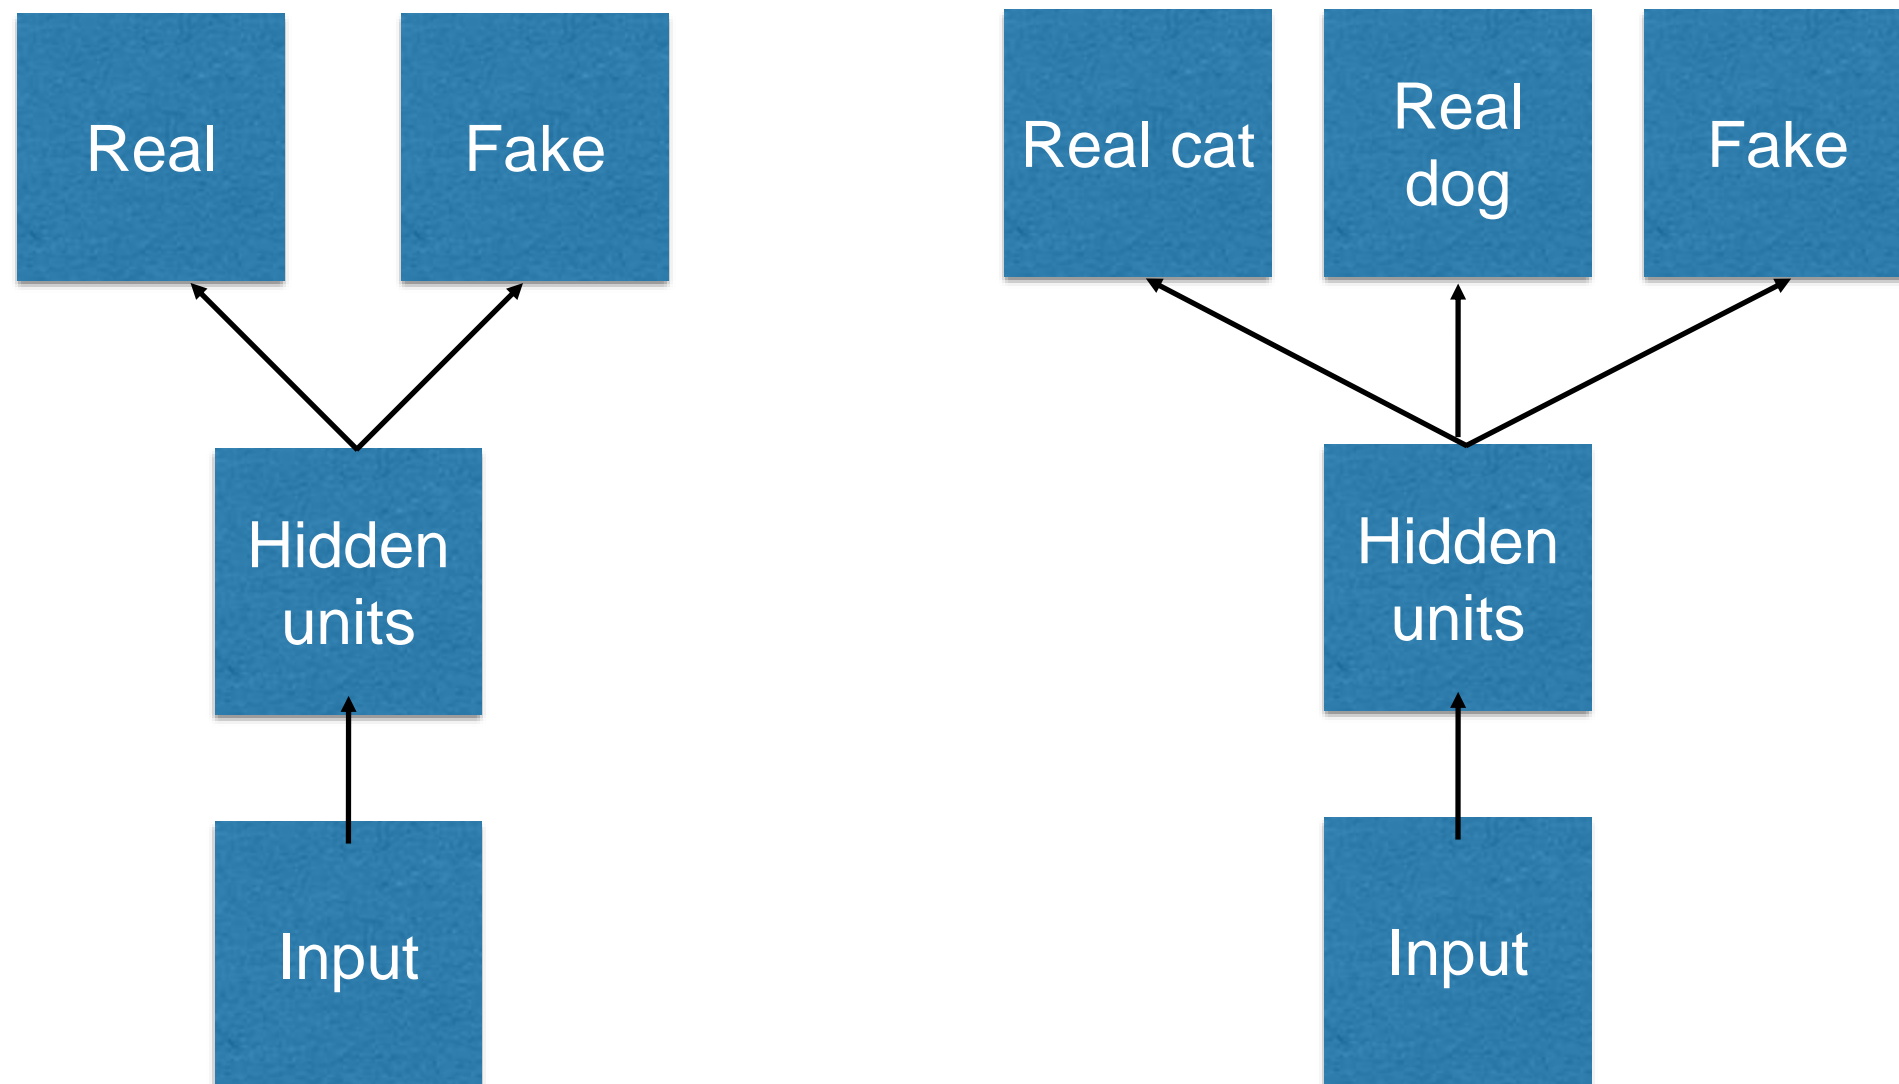 Real
Fake
Hidden
units
Input
Real cat
Real
dog
Fake
Hidden
units
Input